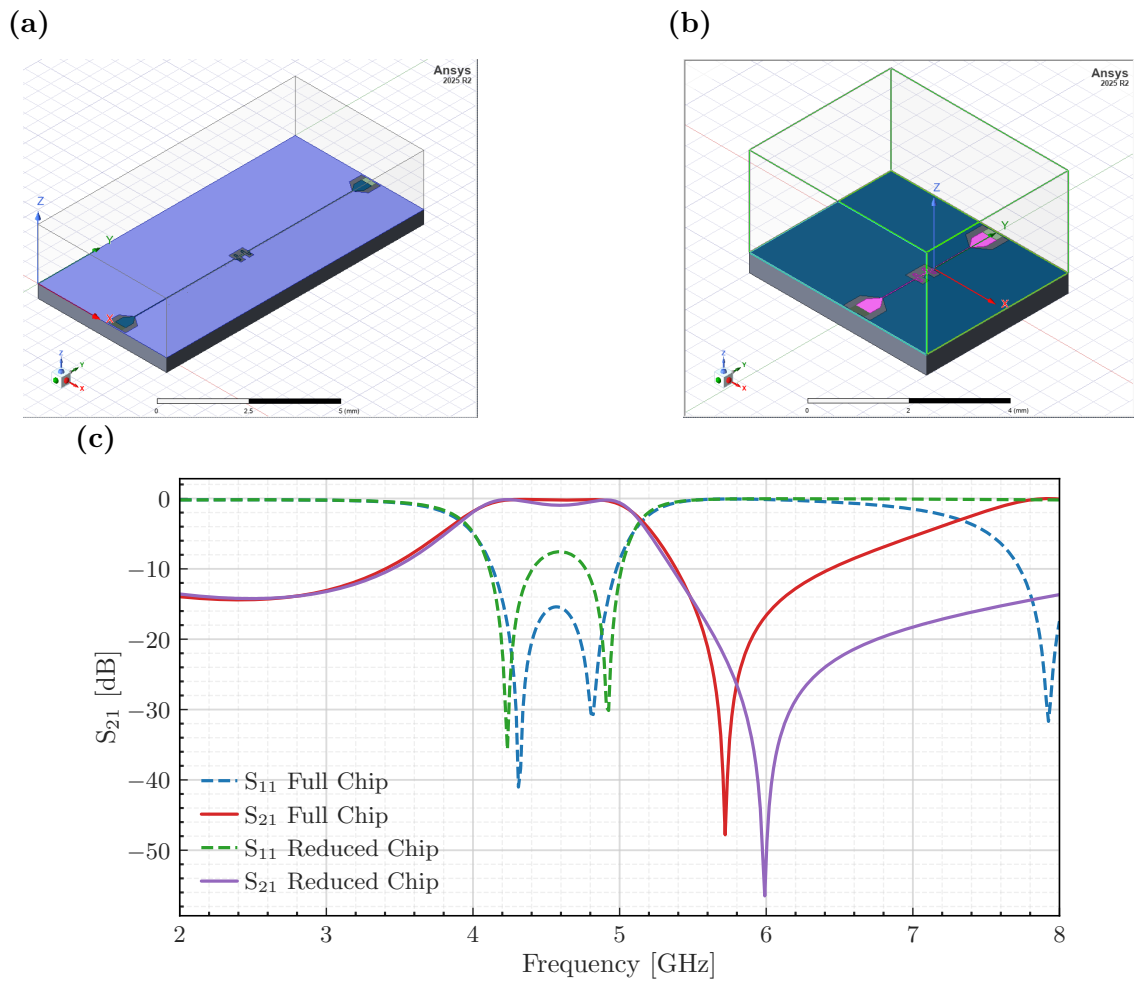 (a)
(b)
Ansys
2025 R2
Z
Y
X
Z
Y
X
0
2.5
5 (mm)
Ansys
2025 R2
Z
Y
X
Z
Y
X
0
2
4 (mm)
(c)
0
−10
−20
−30
−40
−50
S₂₁ [dB]
S₁₁ Full Chip
S₂₁ Full Chip
S₁₁ Reduced Chip
S₂₁ Reduced Chip
2
3
4
5
6
7
8
Frequency [GHz]